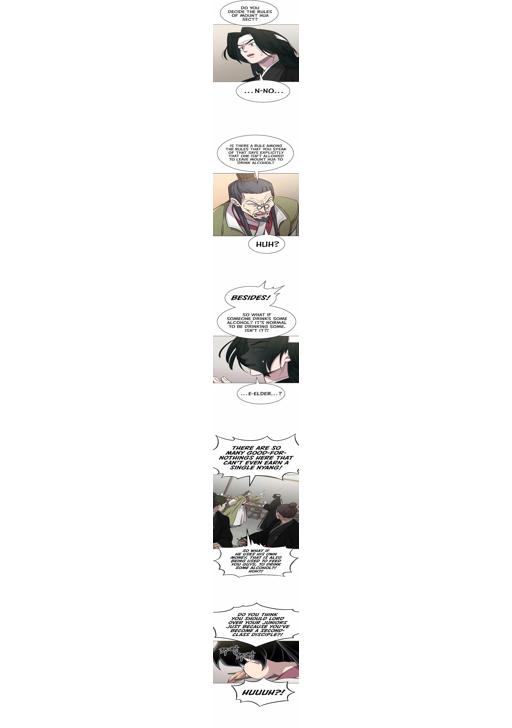 DO YOU
DECIDE THE RULES
OF MOUNT HUA
SECT?
...N-NO...
IS THERE A RULE AMONG
THE RULES THAT YOU SPEAK
OF THAT SAYS EXPLICITLY
THAT ONE ISN'T ALLOWED
TO LEAVE MOUNT HUA TO
DRINK ALCOHOL?
HUH?
BESIDES!
SO WHAT IF
SOMEONE DRINKS SOME
ALCOHOL? IT'S NORMAL
TO BE DRINKING SOME,
ISN'T IT?!
...E-ELDER...?
THERE ARE SO
MANY GOOD-FOR-
NOTHINGS HERE THAT
CAN'T EVEN EARN A
SINGLE NYANG!
SO WHAT IF
HE USED HIS OWN
MONEY, THAT IS ALSO
BEING USED TO FEED
YOU GUYS, TO DRINK
SOME ALCOHOL?!
HUH?!
DO YOU THINK
YOU SHOULD LORD
OVER YOUR JUNIORS
JUST BECAUSE YOU'VE
BECOME A SECOND-
CLASS DISCIPLE?!
HUUUH?!